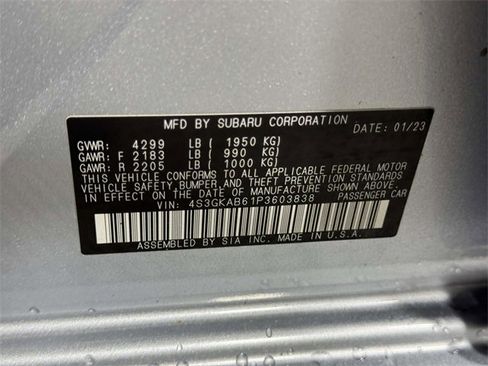 MFD BY SUBARU CORPORATION DATE: 01/23
GVWR: 4299 LB ( 1950 KG)
GAWR: F 2183 LB ( 990 KG)
GAWR: R 2205 LB ( 1000 KG)
THIS VEHICLE CONFORMS TO ALL APPLICABLE FEDERAL MOTOR
VEHICLE SAFETY, BUMPER, AND THEFT PREVENTION STANDARDS
IN EFFECT ON THE DATE OF MANUFACTURE SHOWN ABOVE.
VIN: 4S3GKAB61P3603838 PASSENGER CAR
ASSEMBLED BY SIA INC. MADE IN U.S.A.